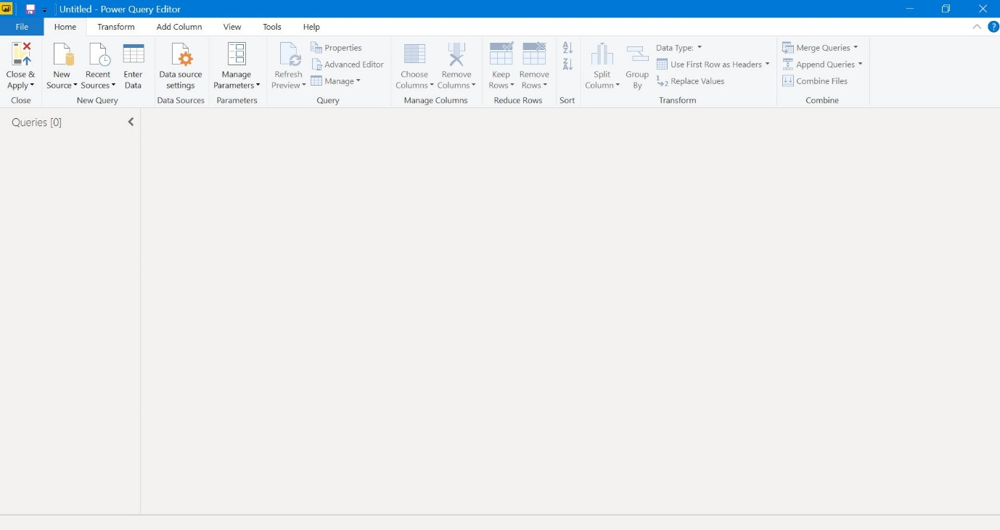 Untitled - Power Query Editor
File Home Transform Add Column View Tools Help
?
Close & Apply
New Source
Recent Sources
Enter Data
Data source settings
Manage Parameters
Refresh Preview
Properties
Advanced Editor
Manage
Choose Columns
Remove Columns
Keep Rows
Remove Rows
A
Z
Z
A
Split Column
Group By
Data Type:
Use First Row as Headers
1
2
Replace Values
Merge Queries
Append Queries
Combine Files
Close New Query Data Sources Parameters Query Manage Columns Reduce Rows Sort Transform Combine
Queries [0]